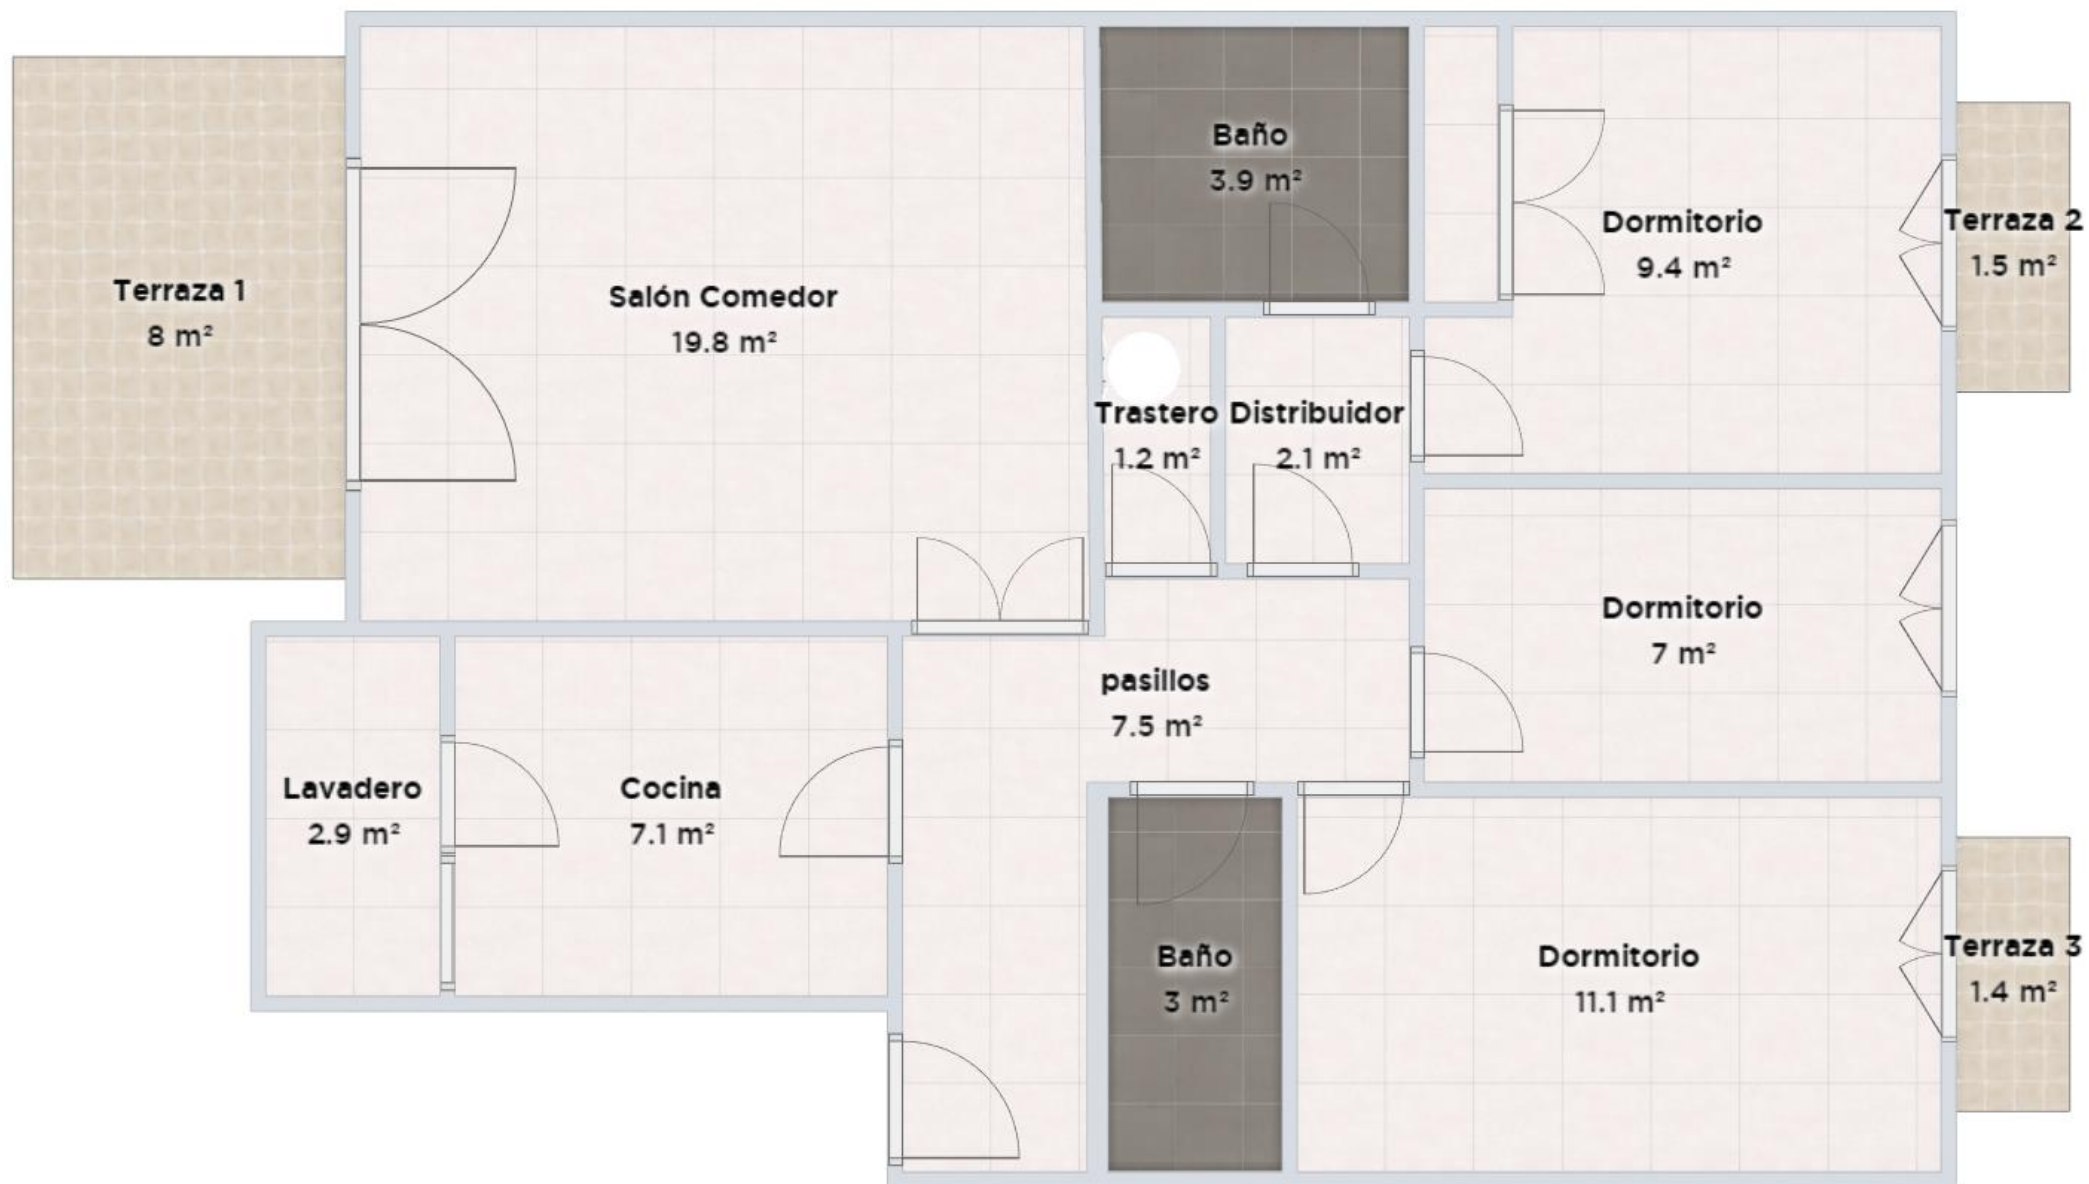 Terraza 1
8 m²
Salón Comedor
19.8 m²
Baño
3.9 m²
Dormitorio
9.4 m²
Terraza 2
1.5 m²
Trastero
1.2 m²
Distribuidor
2.1 m²
Dormitorio
7 m²
pasillos
7.5 m²
Lavadero
2.9 m²
Cocina
7.1 m²
Baño
3 m²
Dormitorio
11.1 m²
Terraza 3
1.4 m²